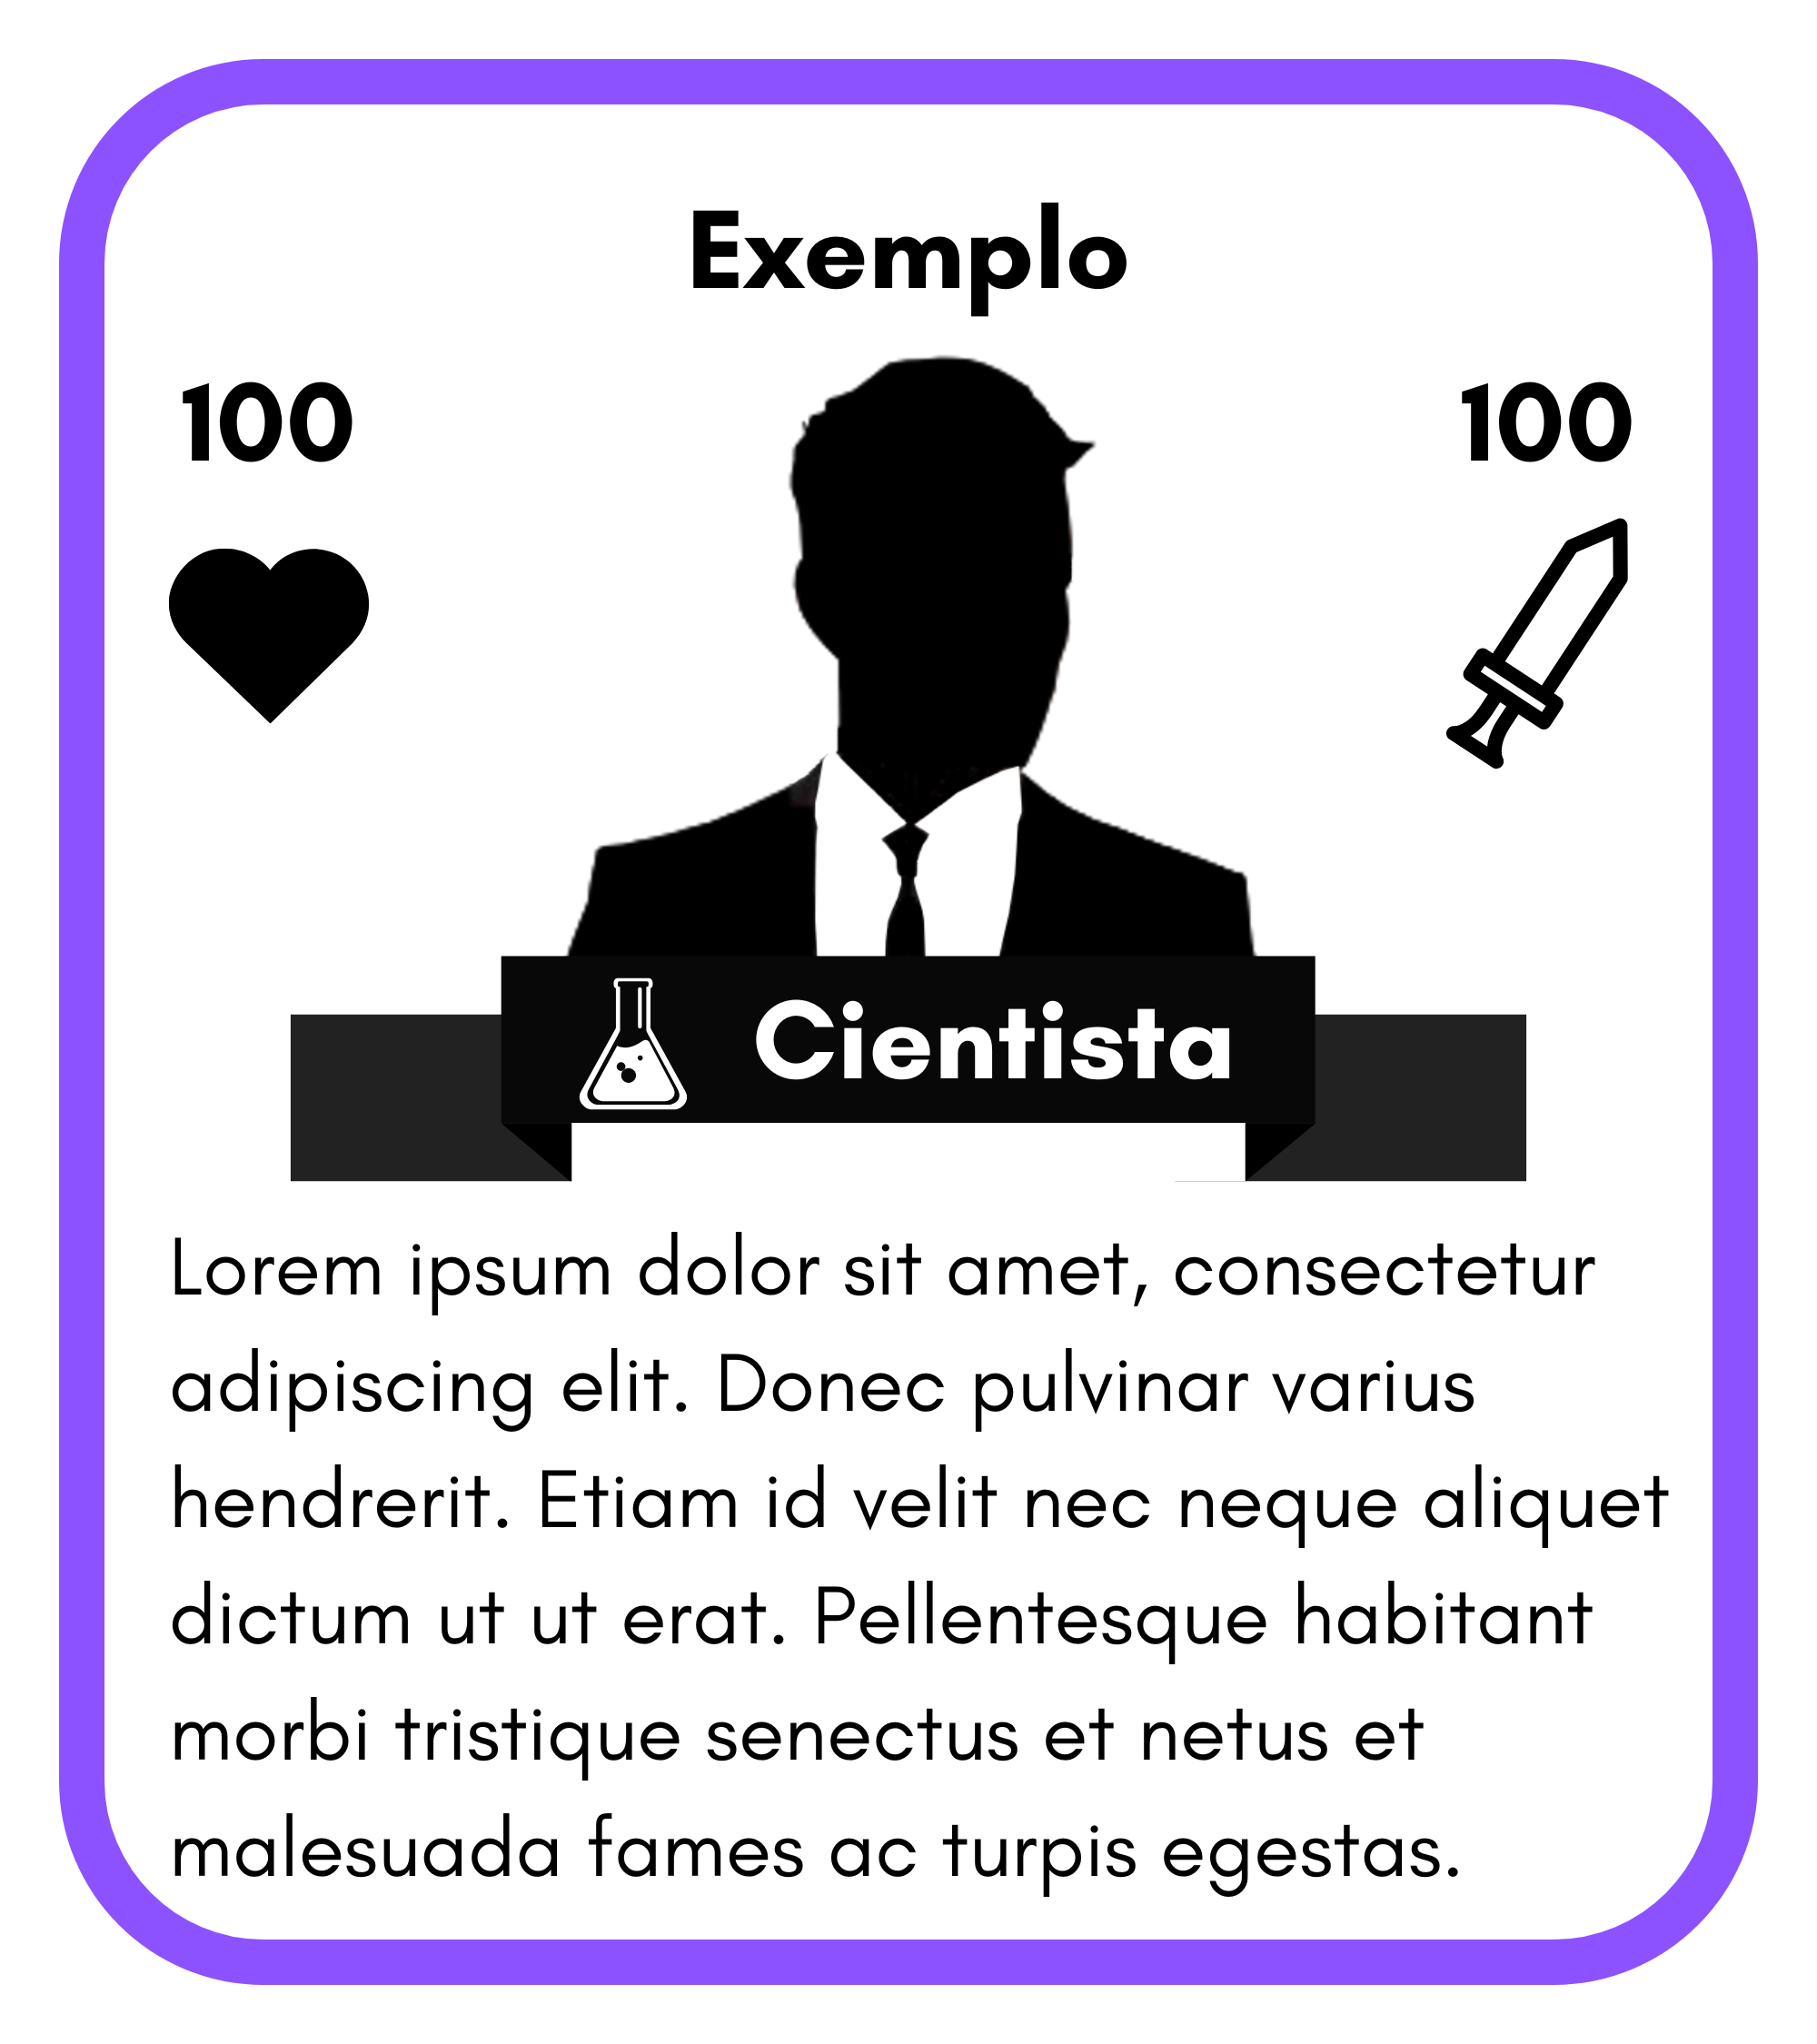 Exemplo
100
100
Cientista
Lorem ipsum dolor sit amet, consectetur
adipiscing elit. Donec pulvinar varius
hendrerit. Etiam id velit nec neque aliquet
dictum ut ut erat. Pellentesque habitant
morbi tristique senectus et netus et
malesuada fames ac turpis egestas.